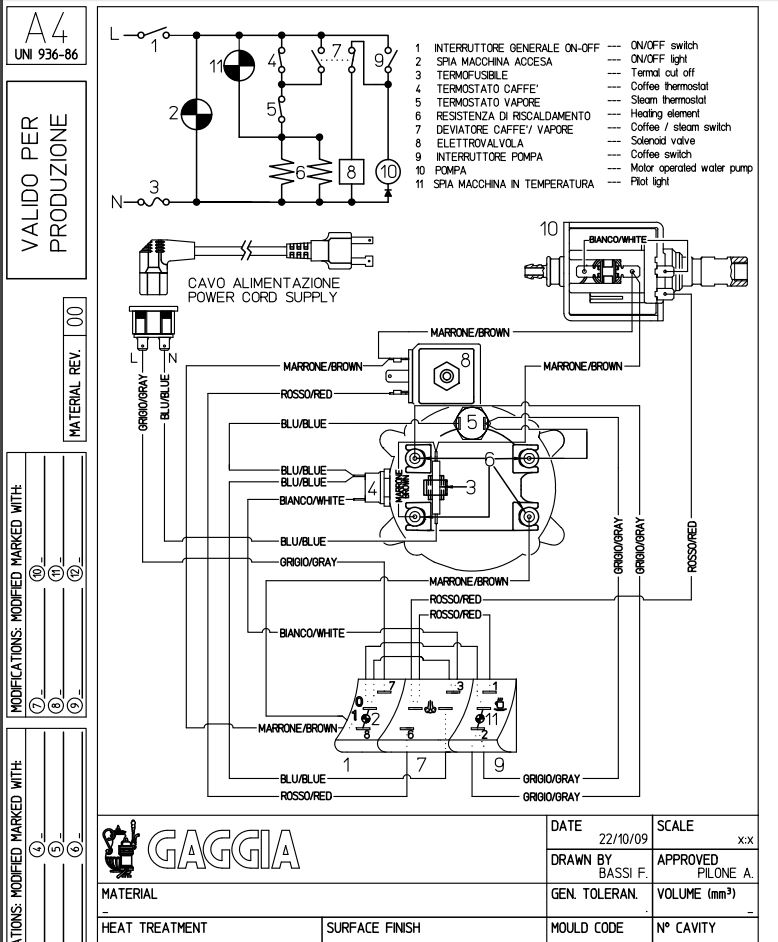 A4
UNI 936-86
VALIDO PER
PRODUZIONE
MATERIAL REV. 00
MODIFICATIONS: MODIFIED MARKED WITH:
10 _ 11 _ 12 _
7 _ 8 _ 9 _
ATIONS: MODIFIED MARKED WITH:
4 _ 5 _ 6 _
L 1
11 4 7 9
2 5
6 8 10
N 3
1 INTERRUTTORE GENERALE ON-OFF --- ON/OFF switch
2 SPIA MACCHINA ACCESA --- ON/OFF light
3 TERMOFUSIBILE --- Termal cut off
4 TERMOSTATO CAFFE' --- Coffee thermostat
5 TERMOSTATO VAPORE --- Steam thermostat
6 RESISTENZA DI RISCALDAMENTO --- Heating element
7 DEVIATORE CAFFE'/ VAPORE --- Coffee / steam switch
8 ELETTROVALVOLA --- Solenoid valve
9 INTERRUTTORE POMPA --- Coffee switch
10 POMPA --- Motor operated water pump
11 SPIA MACCHINA IN TEMPERATURA --- Pilot light
10
BIANCO/WHITE
CAVO ALIMENTAZIONE
POWER CORD SUPPLY
L N
GRIGIO/GRAY
BLU/BLUE
MARRONE/BROWN
8
MARRONE/BROWN
MARRONE/BROWN
ROSSO/RED
BLU/BLUE
5
BLU/BLUE
BLU/BLUE
6
4
MARRONE
BROWN
3
BIANCO/WHITE
BLU/BLUE
GRIGIO/GRAY
GRIGIO/GRAY
GRIGIO/GRAY
ROSSO/RED
MARRONE/BROWN
ROSSO/RED
ROSSO/RED
BIANCO/WHITE
7 3 1
0
1 2 11
8 6 2
MARRONE/BROWN
1 7 9
BLU/BLUE
GRIGIO/GRAY
ROSSO/RED
GRIGIO/GRAY
GAGGIA
DATE
22/10/09
SCALE
x:x
DRAWN BY
BASSI F.
APPROVED
PILONE A.
MATERIAL
_
GEN. TOLERAN.
.
VOLUME (mm³)
_
HEAT TREATMENT
SURFACE FINISH
MOULD CODE
N° CAVITY